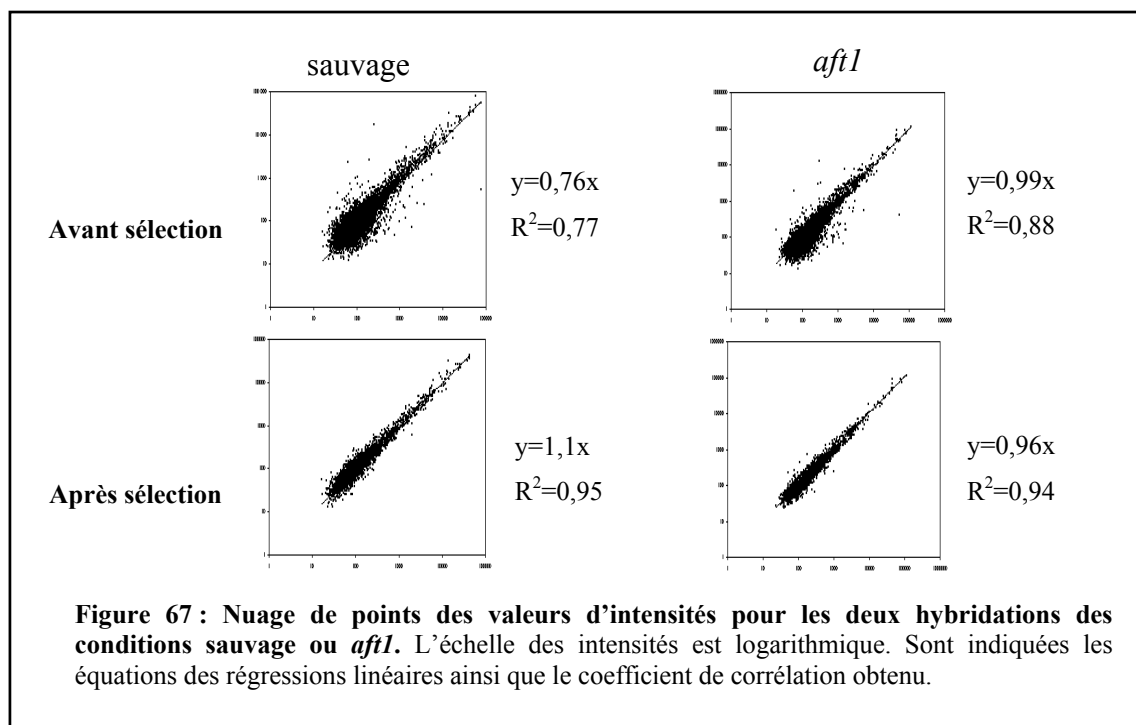 sauvage
aft1
Avant sélection
y=0,76x
R²=0,77
y=0,99x
R²=0,88
Après sélection
y=1,1x
R²=0,95
y=0,96x
R²=0,94
Figure 67 : Nuage de points des valeurs d’intensités pour les deux hybridations des
conditions sauvage ou aft1. L’échelle des intensités est logarithmique. Sont indiquées les
équations des régressions linéaires ainsi que le coefficient de corrélation obtenu.